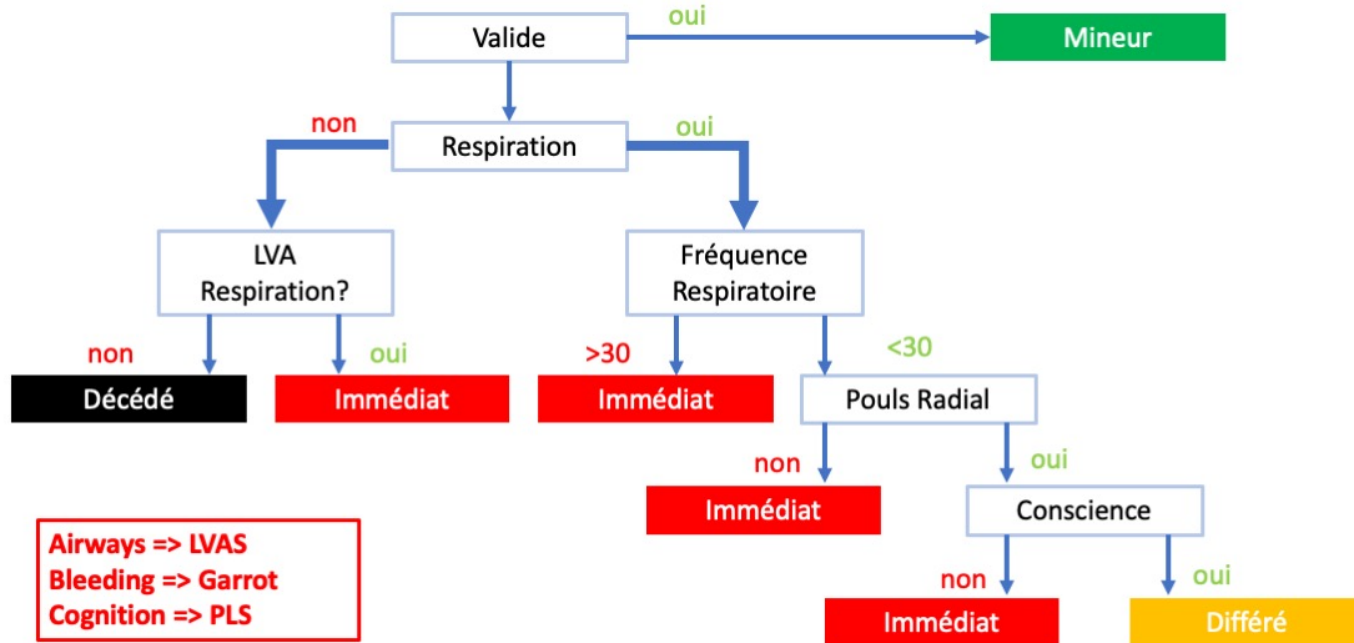 Valide
oui
Mineur
non
Respiration
oui
LVA
Respiration?
Fréquence
Respiratoire
non
oui
>30
<30
Décédé
Immédiat
Immédiat
Pouls Radial
non
oui
Immédiat
Conscience
Airways => LVAS
Bleeding => Garrot
Cognition => PLS
non
oui
Immédiat
Différé